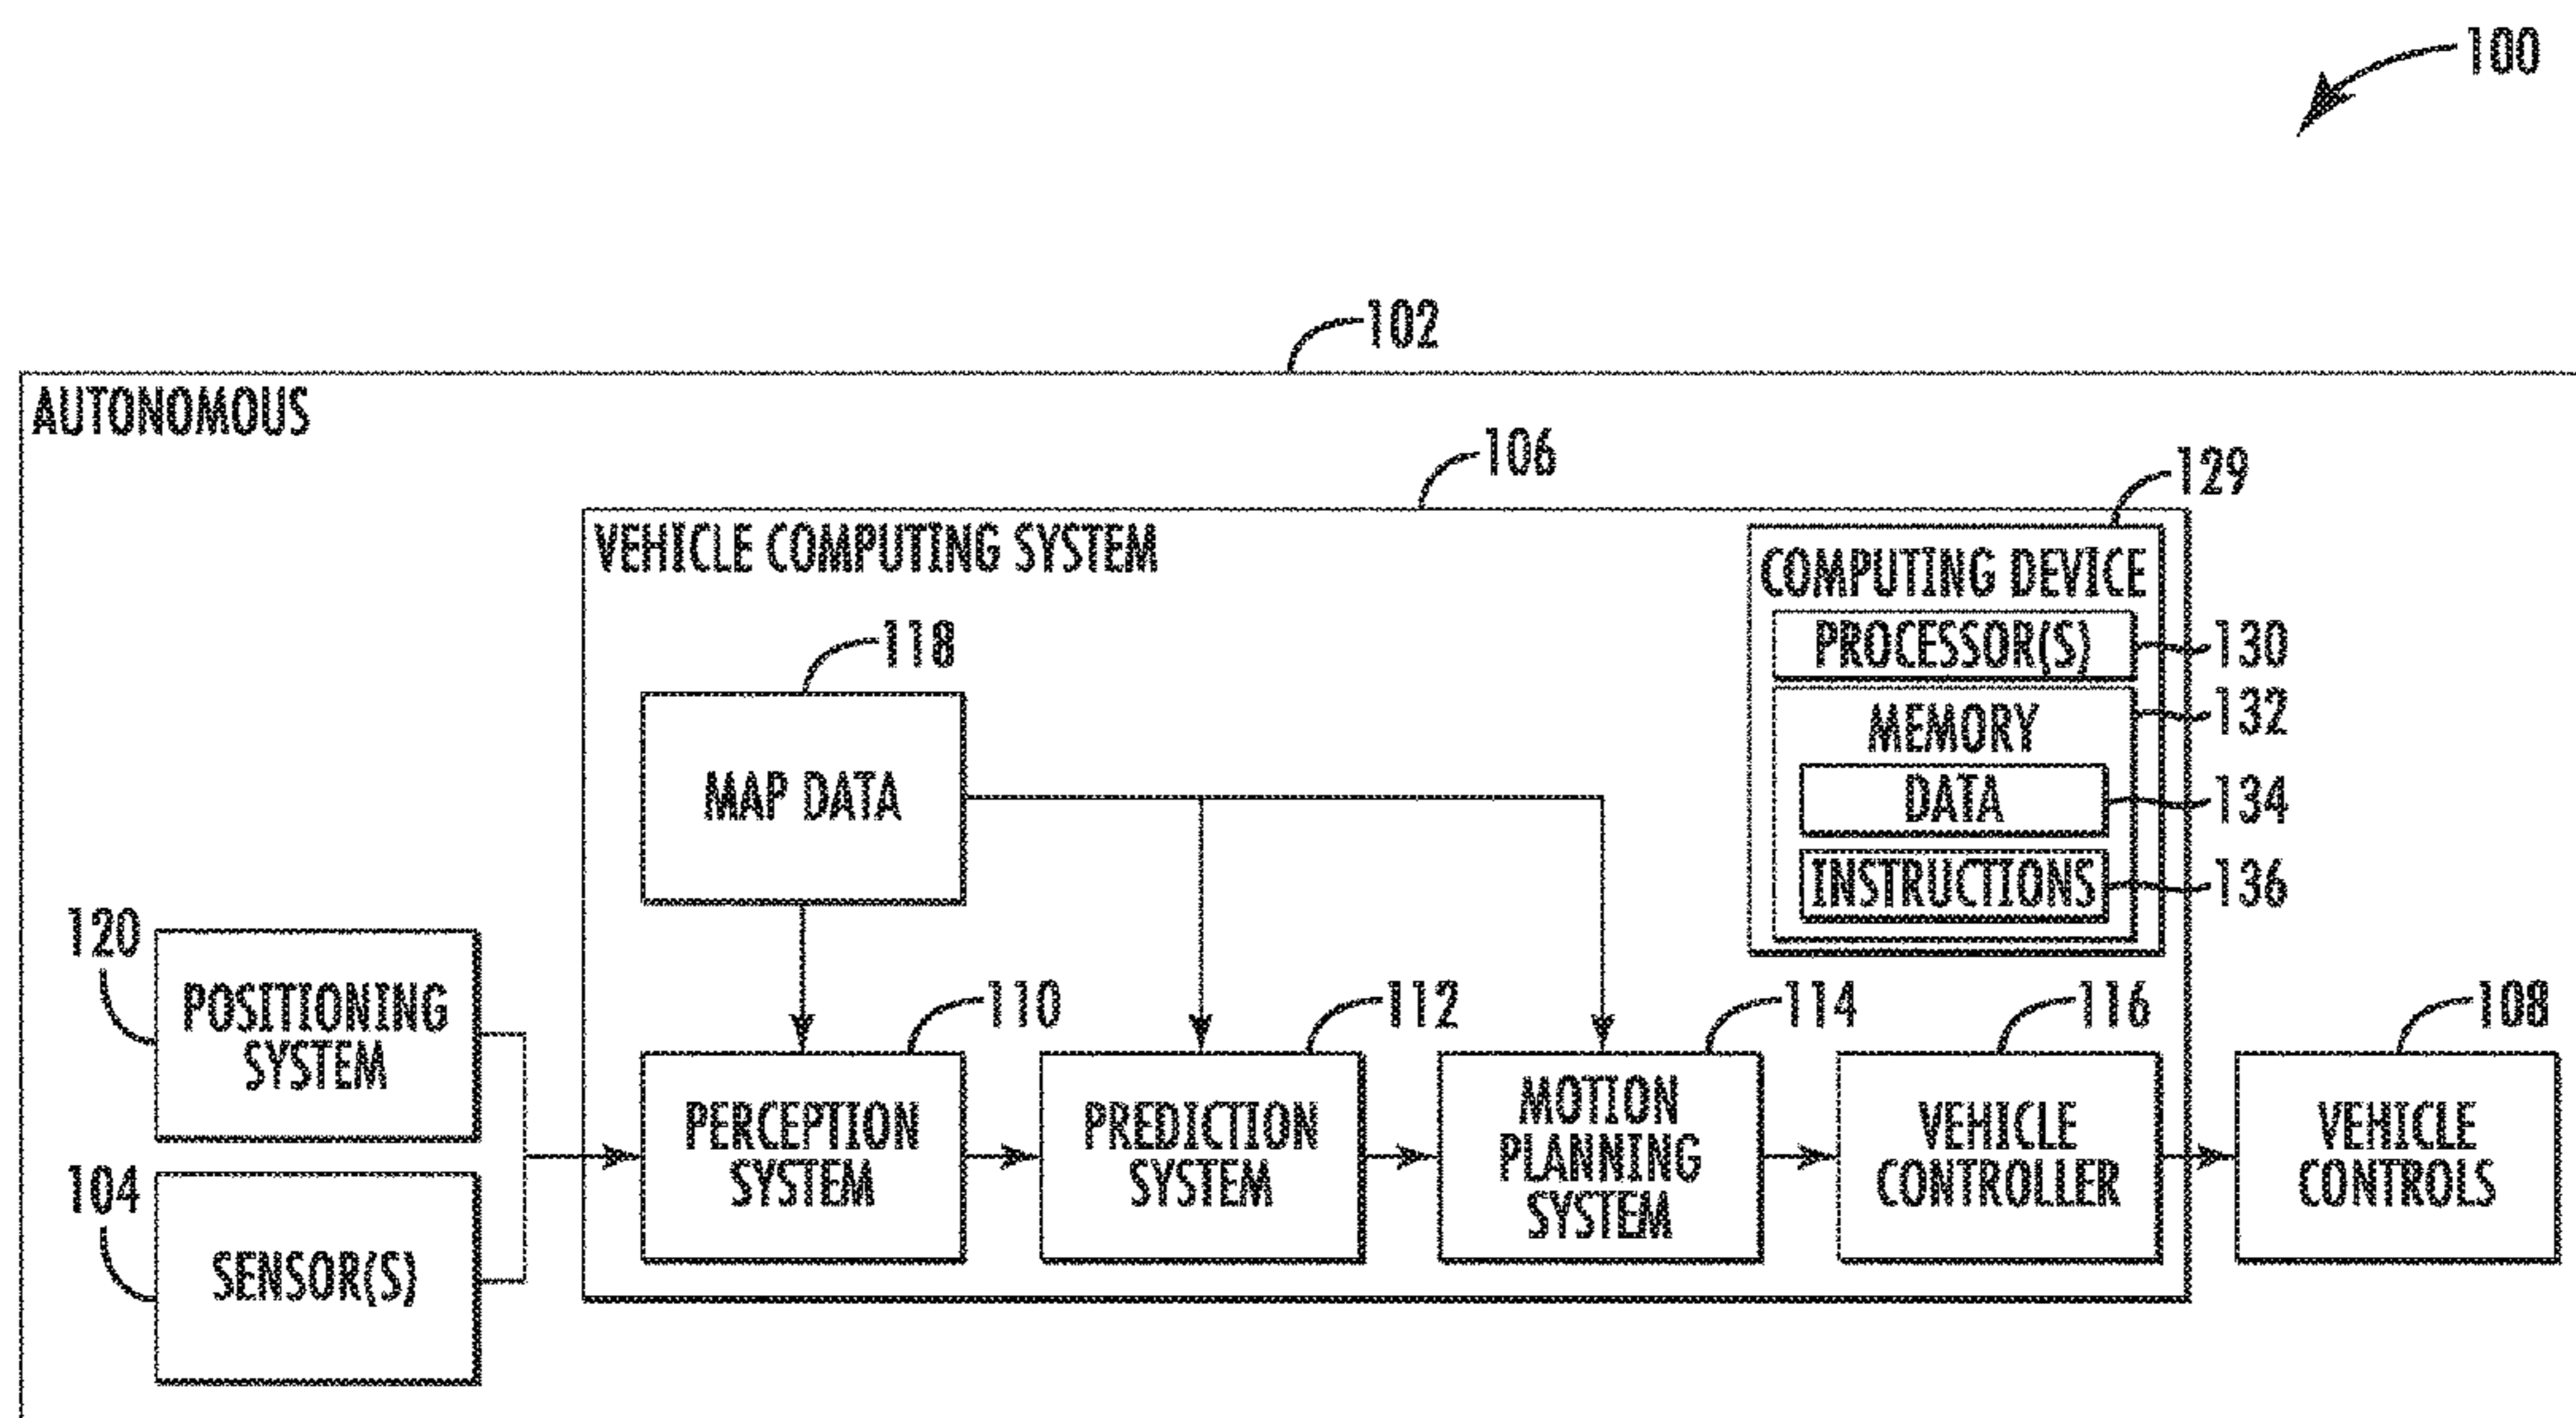 100
102
AUTONOMOUS
106
129
VEHICLE COMPUTING SYSTEM
COMPUTING DEVICE
118
PROCESSOR(S)
130
MEMORY
132
MAP DATA
DATA
134
INSTRUCTIONS
136
120
POSITIONING
SYSTEM
110
112
114
116
108
PERCEPTION
SYSTEM
PREDICTION
SYSTEM
MOTION
PLANNING
SYSTEM
VEHICLE
CONTROLLER
VEHICLE
CONTROLS
104
SENSOR(S)